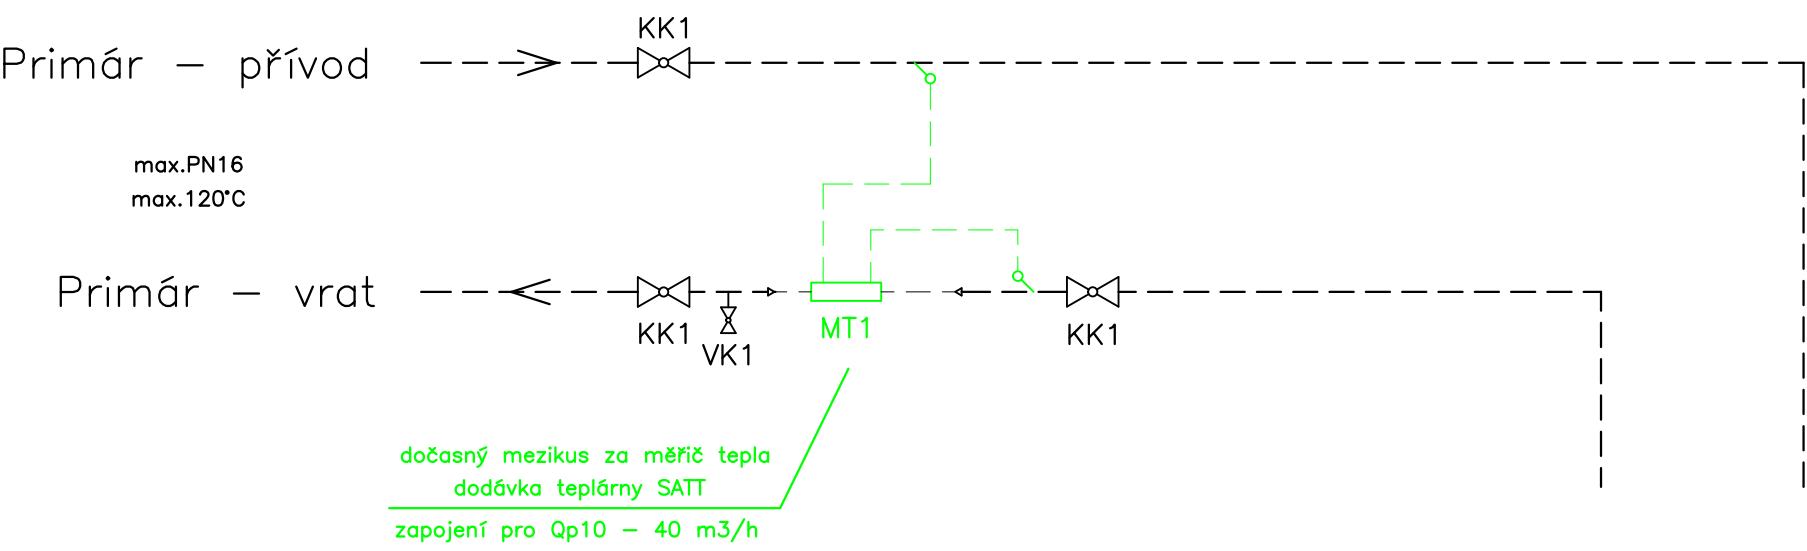 KK1
Primár – přívod
max.PN16
max.120°C
Primár – vrat
KK1
VK1
MT1
KK1
dočasný mezikus za měřič tepla
dodávka teplárny SATT
zapojení pro Qp10 – 40 m3/h